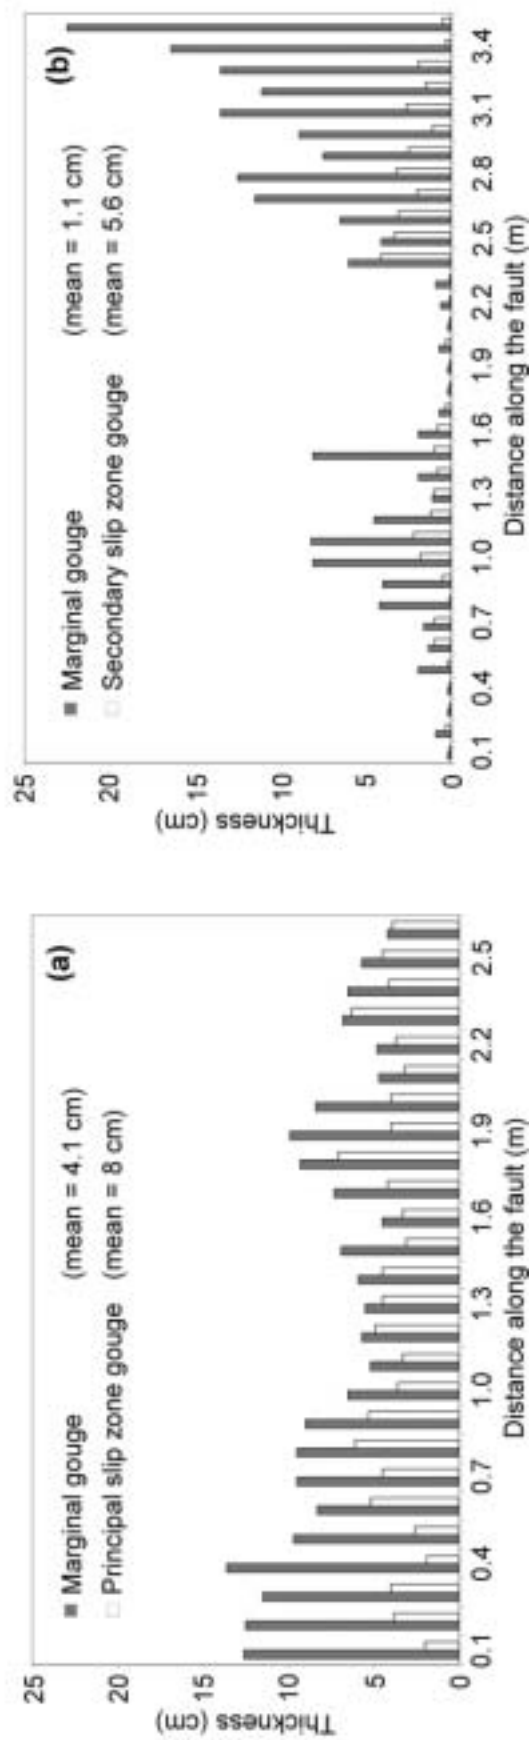 (a)
Marginal gouge (mean = 4.1 cm)
Principal slip zone gouge (mean = 8 cm)
25
20
15
10
5
0
Thickness (cm)
0.1 0.4 0.7 1.0 1.3 1.6 1.9 2.2 2.5
Distance along the fault (m)
(b)
Marginal gouge (mean = 1.1 cm)
Secondary slip zone gouge (mean = 5.6 cm)
25
20
15
10
5
0
Thickness (cm)
0.1 0.4 0.7 1.0 1.3 1.6 1.9 2.2 2.5 2.8 3.1 3.4
Distance along the fault (m)